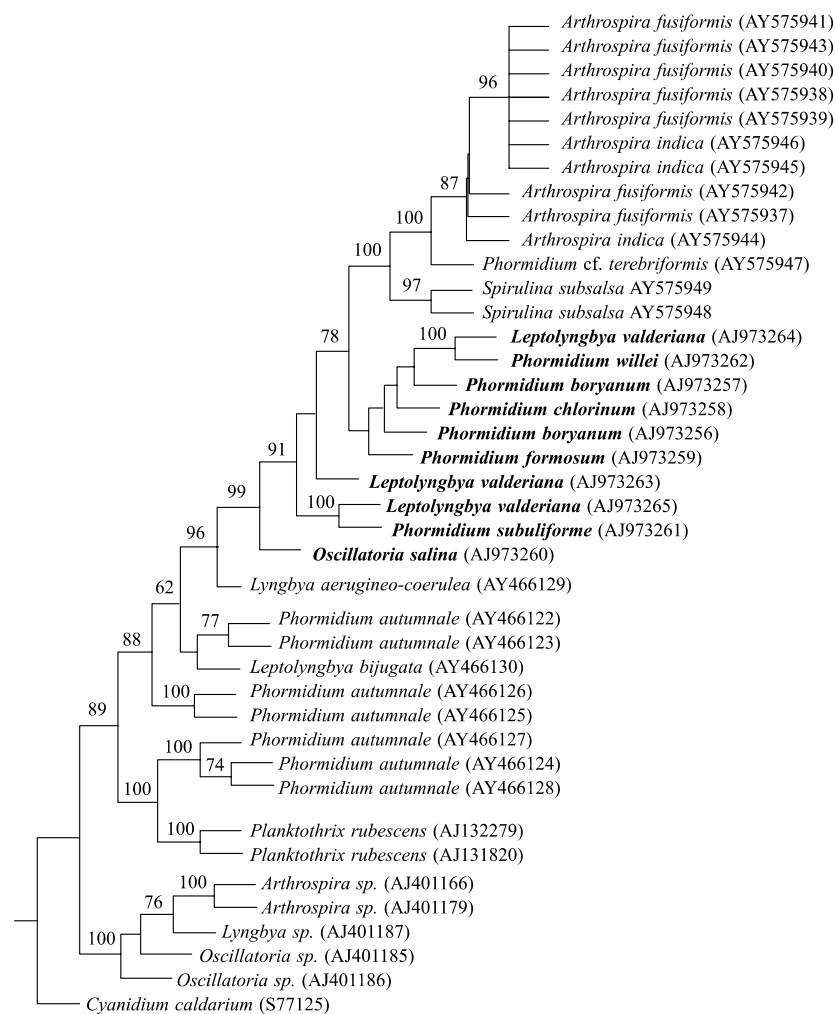 Arthrospira fusiformis (AY575941)
Arthrospira fusiformis (AY575943)
Arthrospira fusiformis (AY575940)
96
Arthrospira fusiformis (AY575938)
Arthrospira fusiformis (AY575939)
Arthrospira indica (AY575946)
Arthrospira indica (AY575945)
87
Arthrospira fusiformis (AY575942)
100
Arthrospira fusiformis (AY575937)
Arthrospira indica (AY575944)
100
Phormidium cf. terebriformis (AY575947)
97
Spirulina subsalsa AY575949
Spirulina subsalsa AY575948
78
100
Leptolyngbya valderiana (AJ973264)
Phormidium willei (AJ973262)
Phormidium boryanum (AJ973257)
Phormidium chlorinum (AJ973258)
Phormidium boryanum (AJ973256)
91
Phormidium formosum (AJ973259)
Leptolyngbya valderiana (AJ973263)
99
100
Leptolyngbya valderiana (AJ973265)
Phormidium subuliforme (AJ973261)
96
Oscillatoria salina (AJ973260)
62
Lyngbya aerugineo-coerulea (AY466129)
77
Phormidium autumnale (AY466122)
88
Phormidium autumnale (AY466123)
Leptolyngbya bijugata (AY466130)
100
Phormidium autumnale (AY466126)
89
Phormidium autumnale (AY466125)
100
Phormidium autumnale (AY466127)
74
Phormidium autumnale (AY466124)
100
Phormidium autumnale (AY466128)
100
Planktothrix rubescens (AJ132279)
Planktothrix rubescens (AJ131820)
100
Arthrospira sp. (AJ401166)
76
Arthrospira sp. (AJ401179)
100
Lyngbya sp. (AJ401187)
Oscillatoria sp. (AJ401185)
Oscillatoria sp. (AJ401186)
Cyanidium caldarium (S77125)